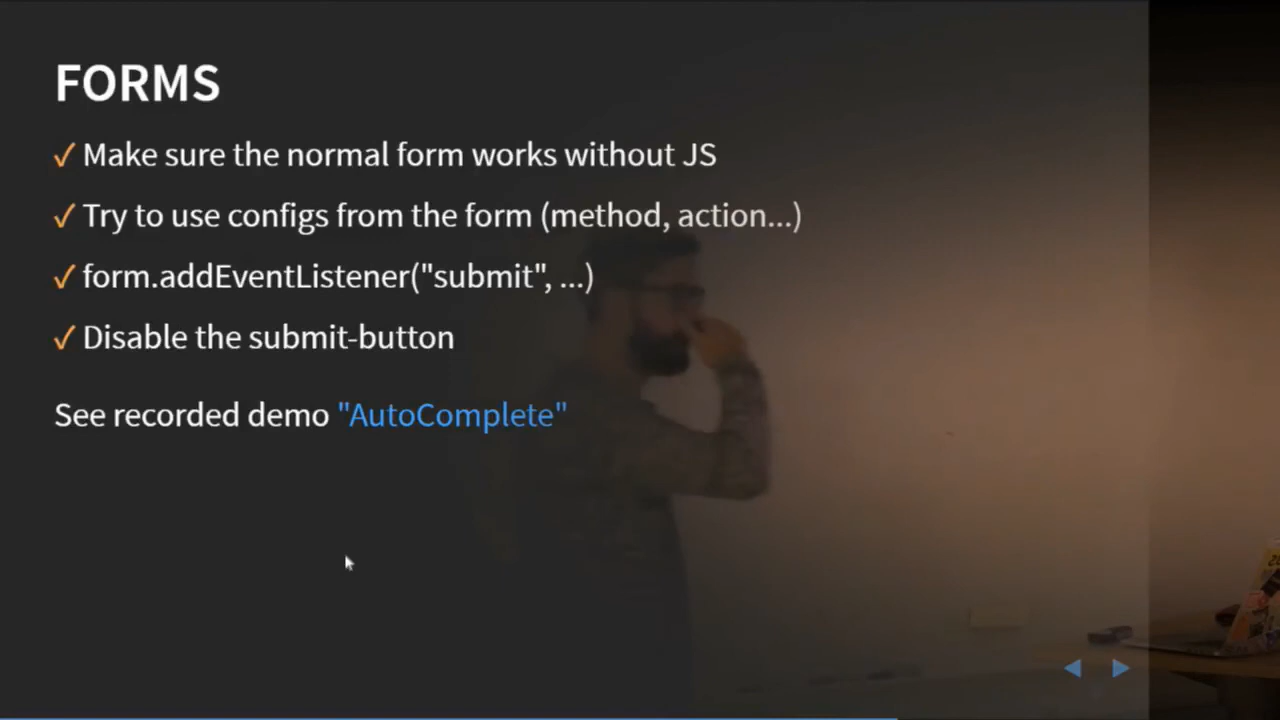 FORMS
✓ Make sure the normal form works without JS
✓ Try to use configs from the form (method, action...)
✓ form.addEventListener("submit", ...)
✓ Disable the submit-button
See recorded demo "AutoComplete"